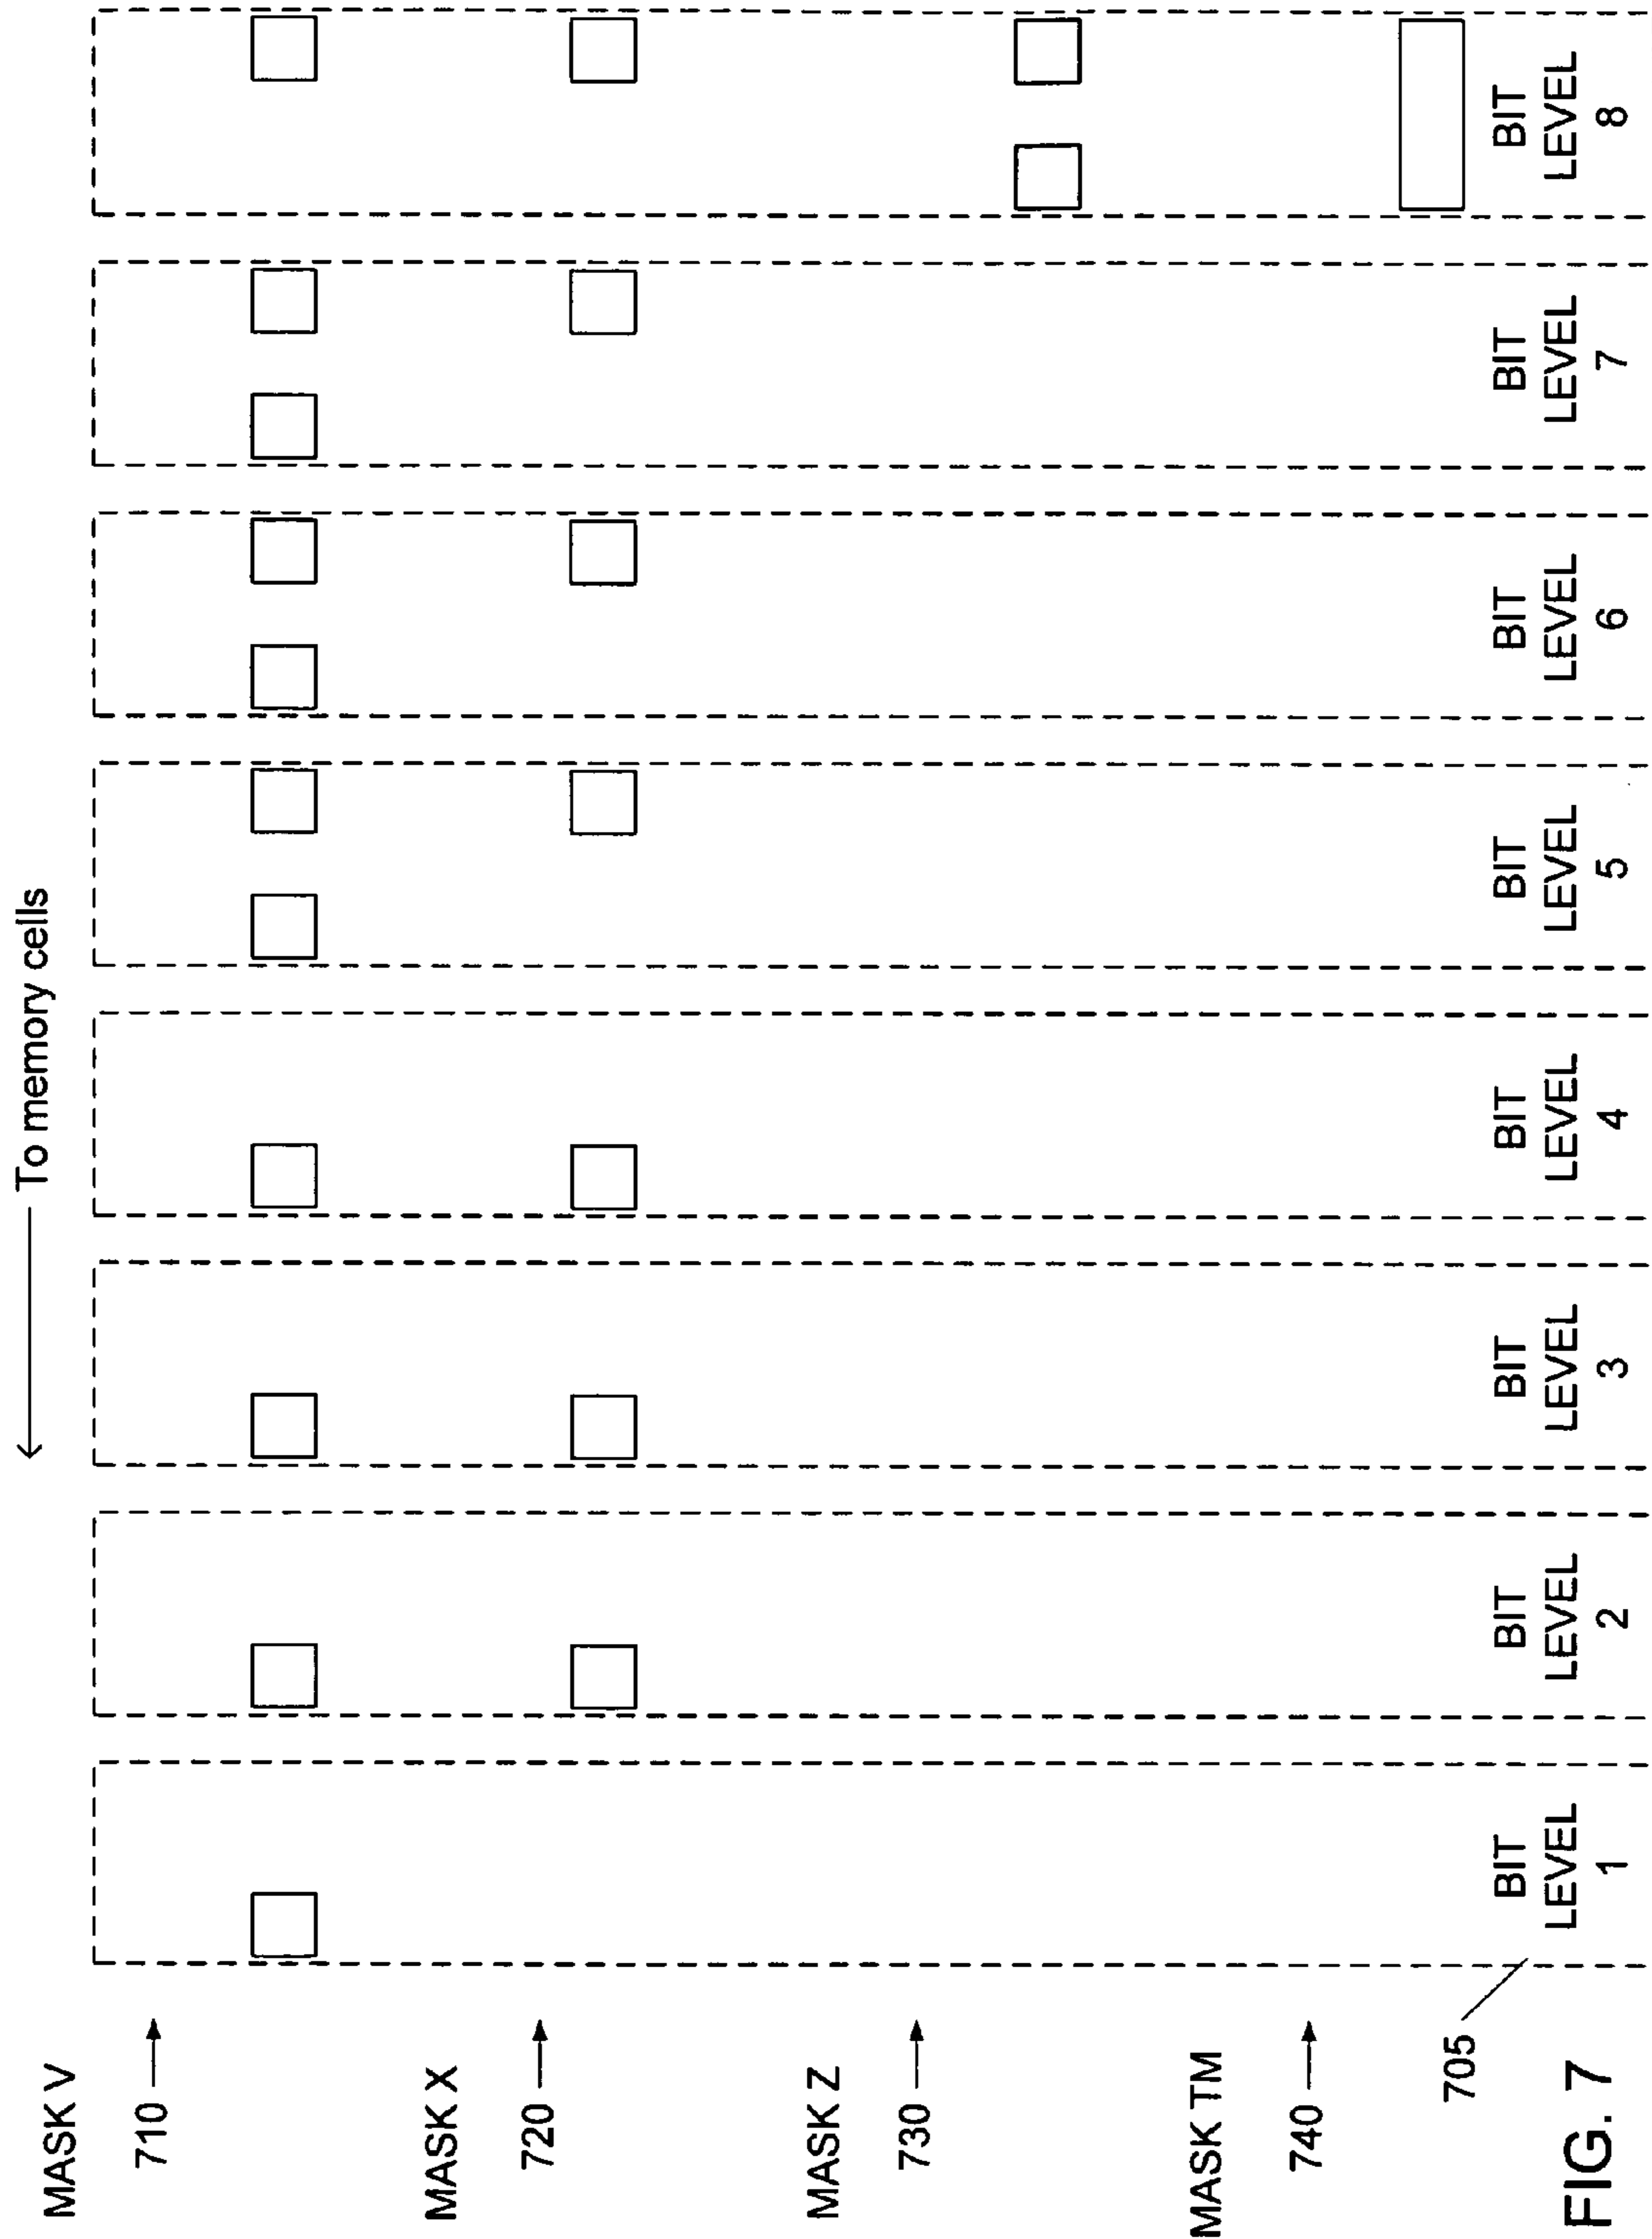 To memory cells
MASK V
710
MASK X
720
MASK Z
730
MASK TM
740
705
BIT
LEVEL
1
BIT
LEVEL
2
BIT
LEVEL
3
BIT
LEVEL
4
BIT
LEVEL
5
BIT
LEVEL
6
BIT
LEVEL
7
BIT
LEVEL
8
FIG. 7